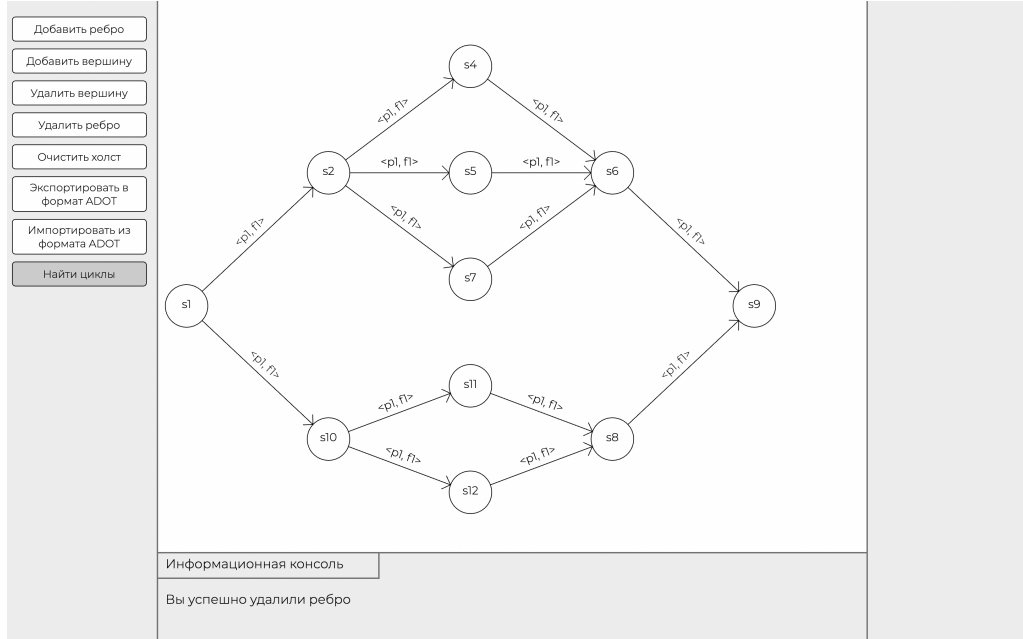 Добавить ребро
Добавить вершину
Удалить вершину
Удалить ребро
Очистить холст
Экспортировать в
формат ADOT
Импортировать из
формата ADOT
Найти циклы
s4
<p1, f1>
<p1, f1>
s2
<p1, f1>
s5
<p1, f1>
s6
<p1, f1>
<p1, f1>
<p1, f1>
<p1, f1>
s7
s1
s9
<p1, f1>
<p1, f1>
s11
<p1, f1>
<p1, f1>
s10
s8
<p1, f1>
<p1, f1>
s12
Информационная консоль
Вы успешно удалили ребро